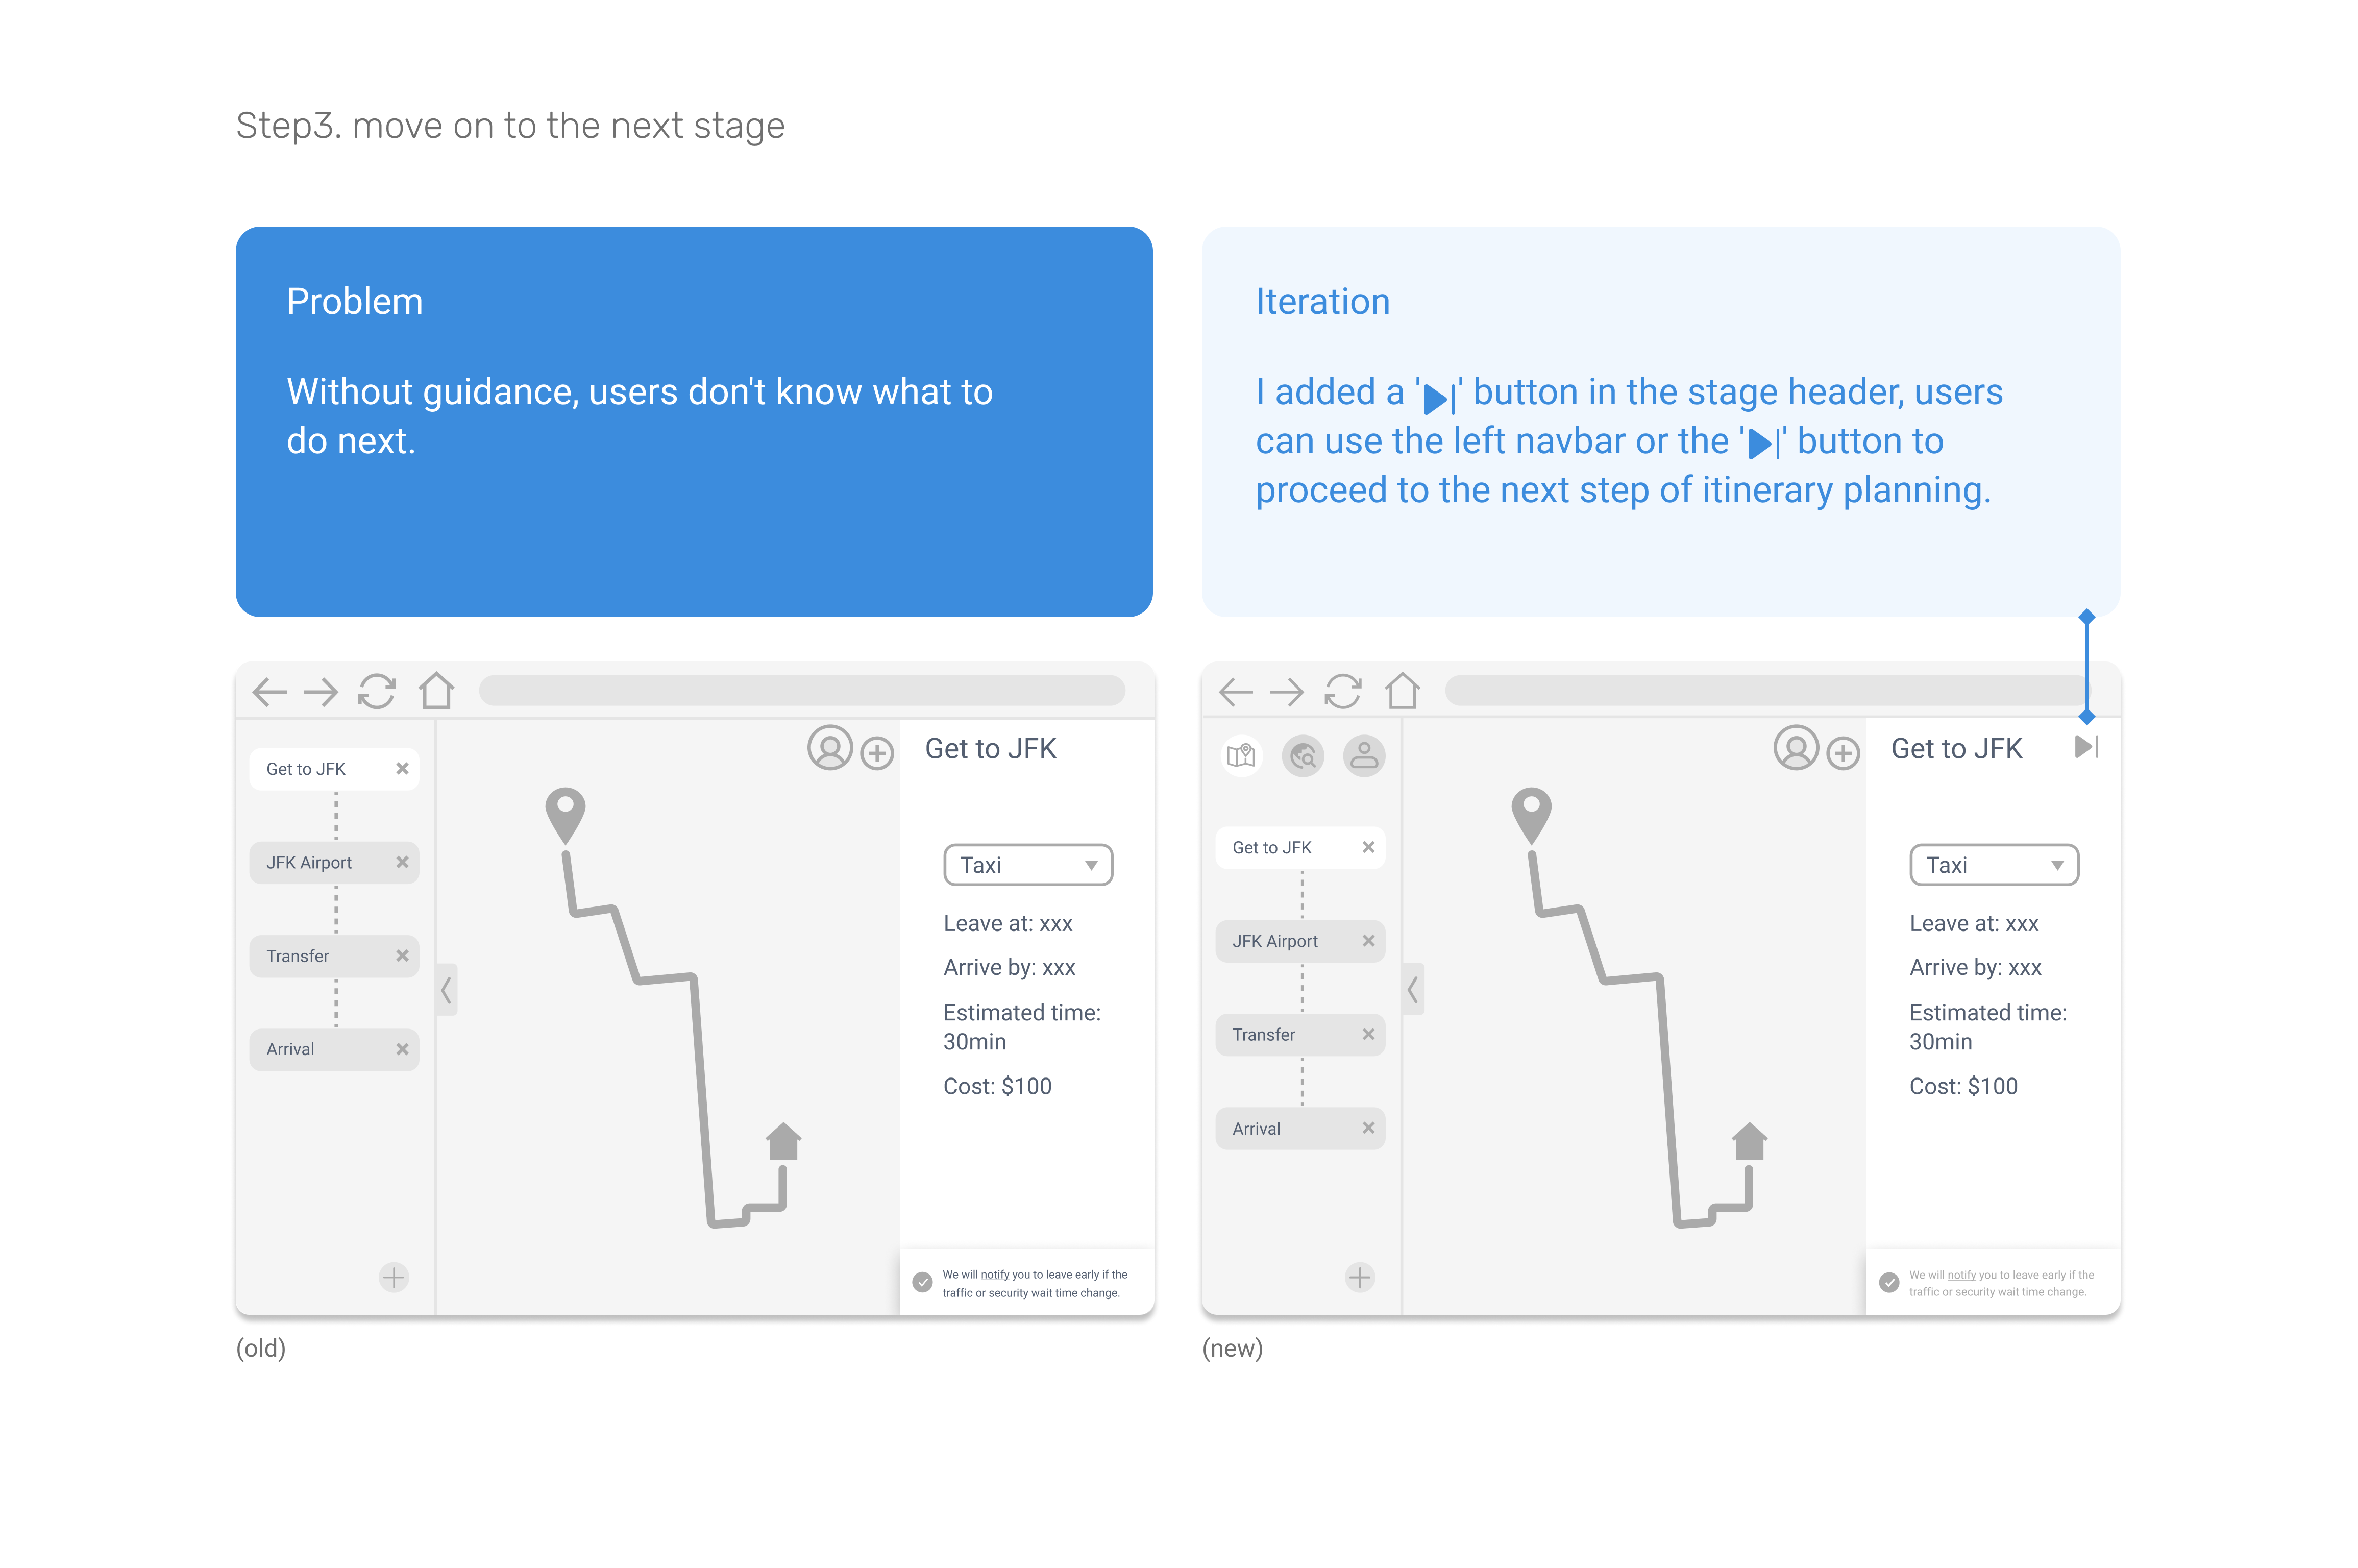 Step3. move on to the next stage
Problem
Without guidance, users don't know what to
do next.
Iteration
I added a '' button in the stage header, users
can use the left navbar or the '' button to
proceed to the next step of itinerary planning.
Get to JFK
JFK Airport
Transfer
Arrival
Get to JFK
Taxi
Leave at: xxx
Arrive by: xxx
Estimated time:
30min
Cost: $100
We will notify you to leave early if the
traffic or security wait time change.
(old)
Get to JFK
JFK Airport
Transfer
Arrival
Get to JFK
Taxi
Leave at: xxx
Arrive by: xxx
Estimated time:
30min
Cost: $100
We will notify you to leave early if the
traffic or security wait time change.
(new)